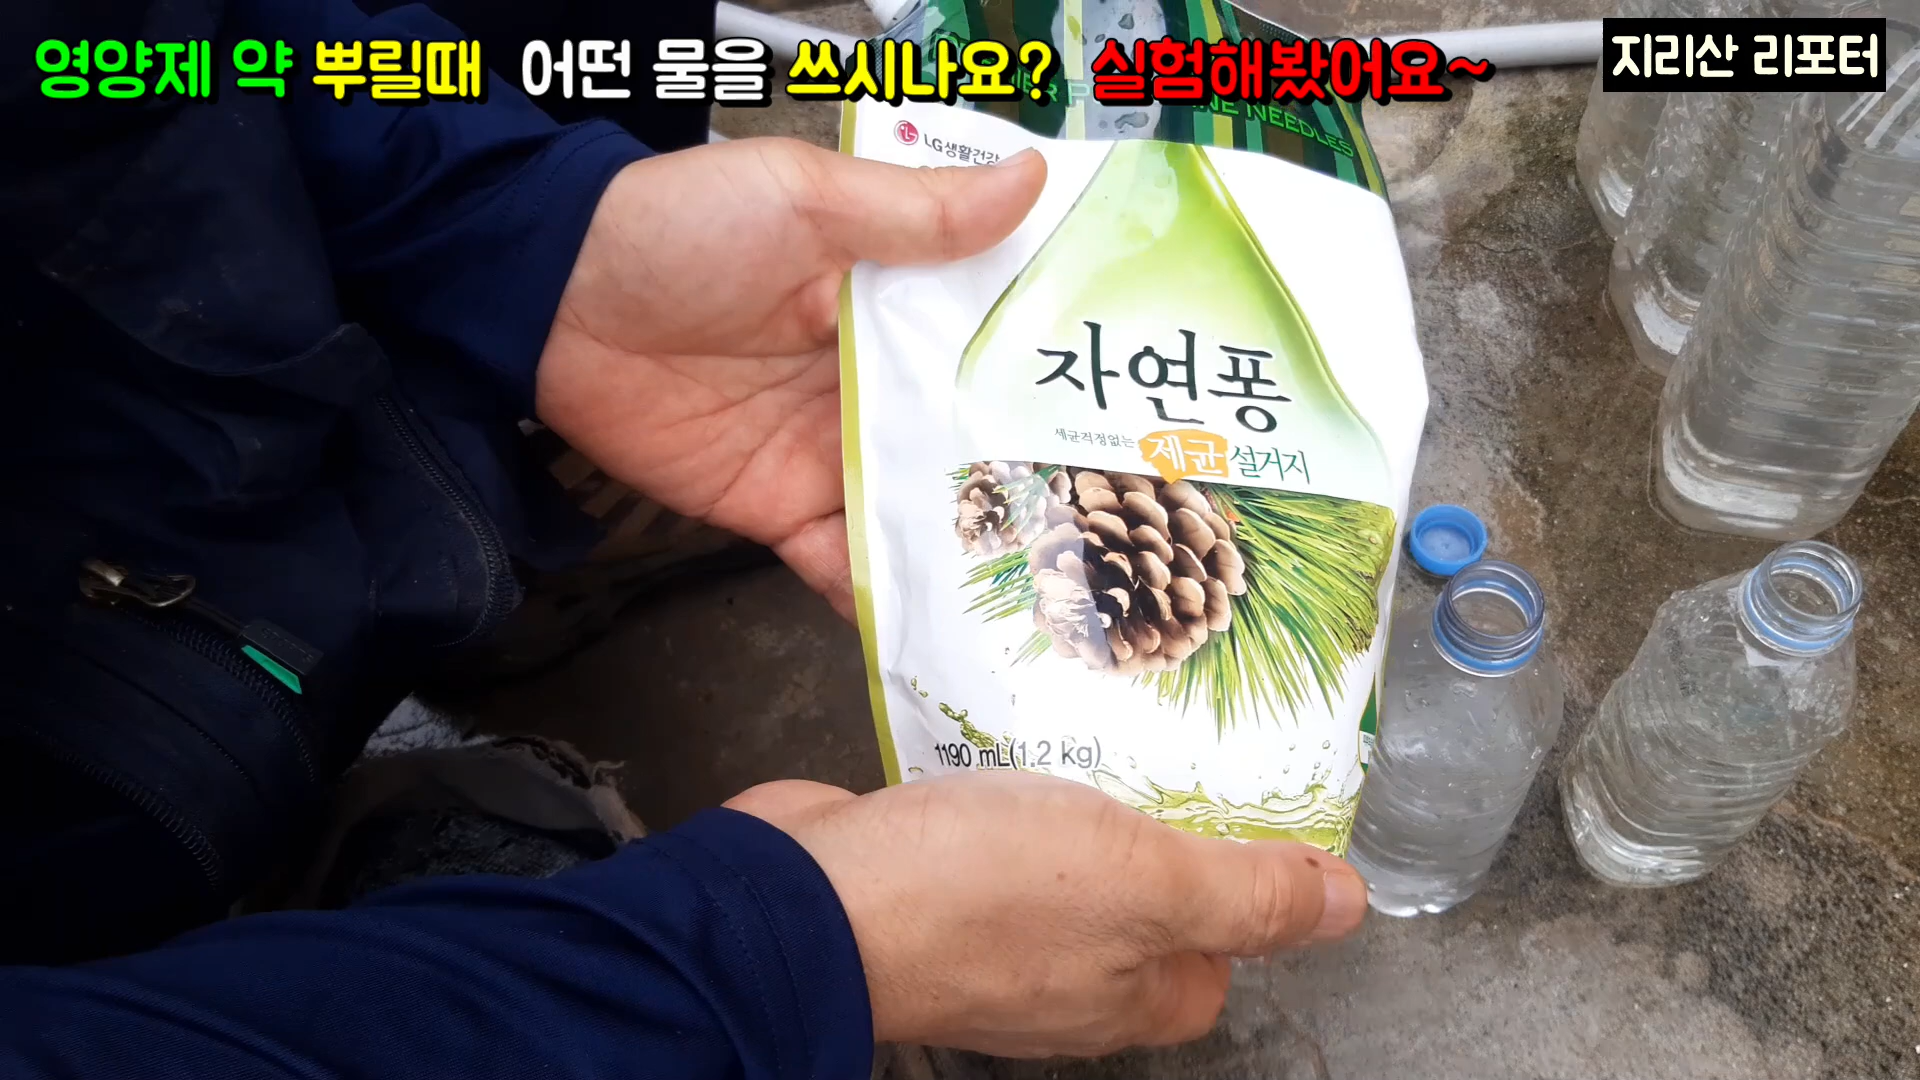 영양제 약 뿌릴때 어떤 물을 쓰시나요? 실험해봤어요~
지리산 리포터
PINE NEEDLES
LG생활건강
자연퐁
세균걱정없는 제균 설거지
1190 mL(1.2 kg)